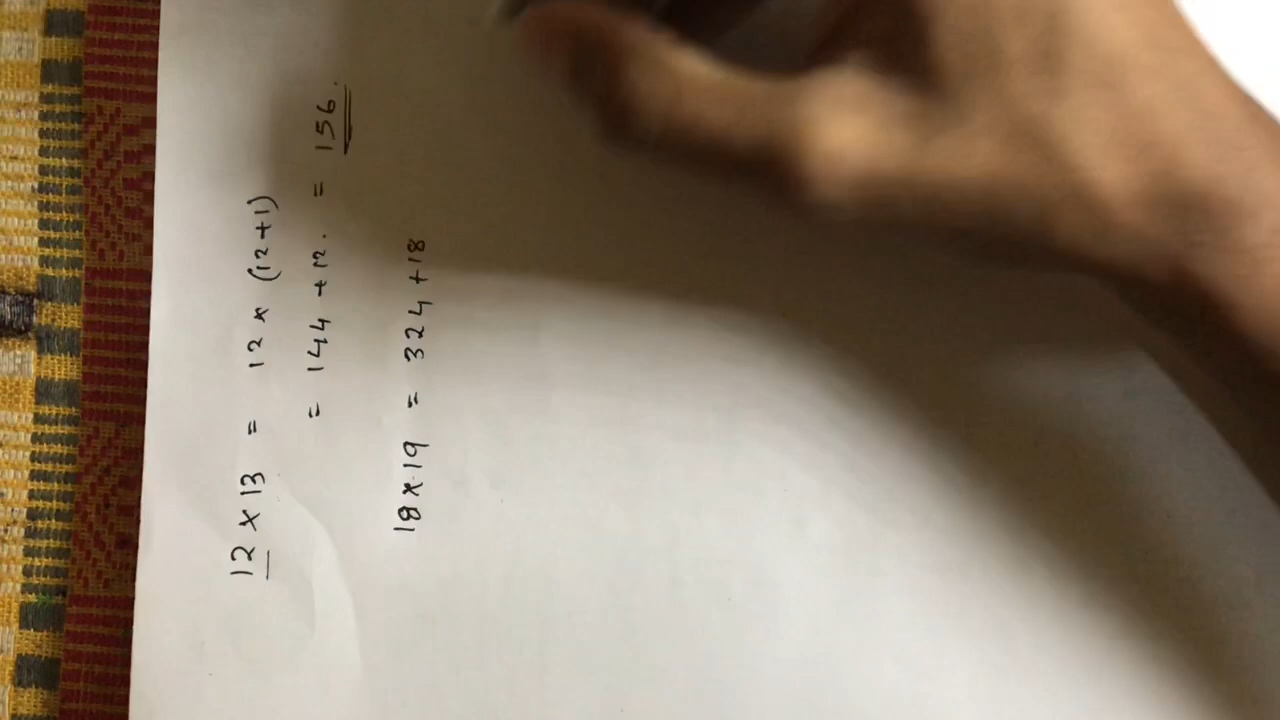 12 × 13 = 12 × (12+1)
= 144 + 12. = 156.
18 × 19 = 324 + 18